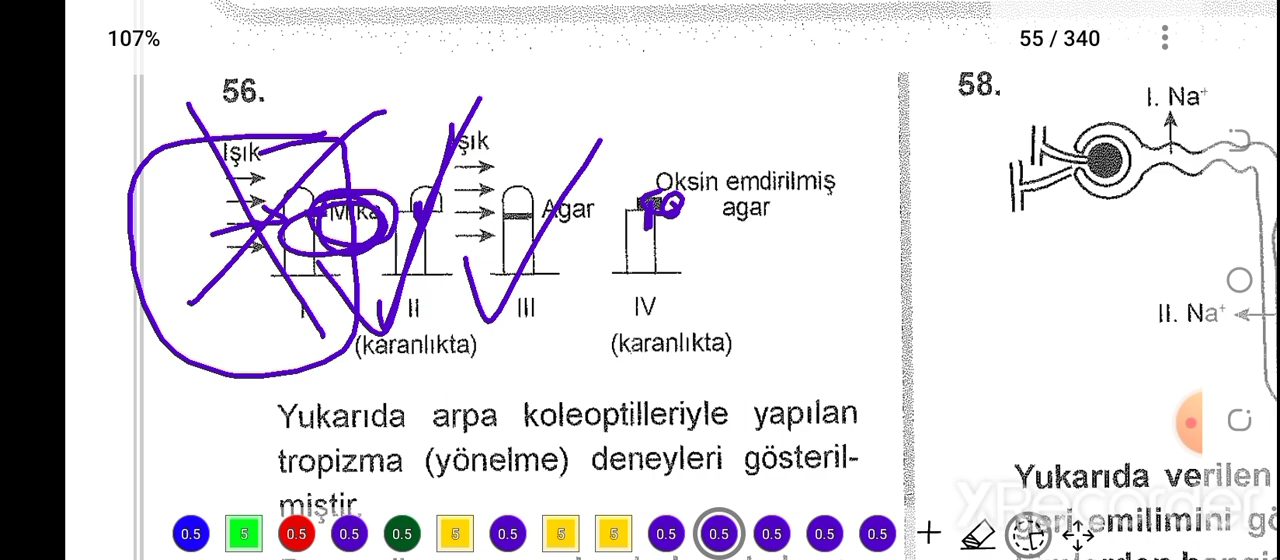 107%
55 / 340
56.
Işık
Mika
I
II
(karanlıkta)
Işık
Agar
III
Oksin emdirilmiş
agar
IV
(karanlıkta)
Yukarıda arpa koleoptilleriyle yapılan
tropizma (yönelme) deneyleri gösteril-
miştir.
58.
I. Na⁺
II. Na⁺
Yukarıda verilen
geri emilimini
0.5 5 0.5 0.5 0.5 5 0.5 5 5 0.5 0.5 0.5 0.5 0.5
XRecorder